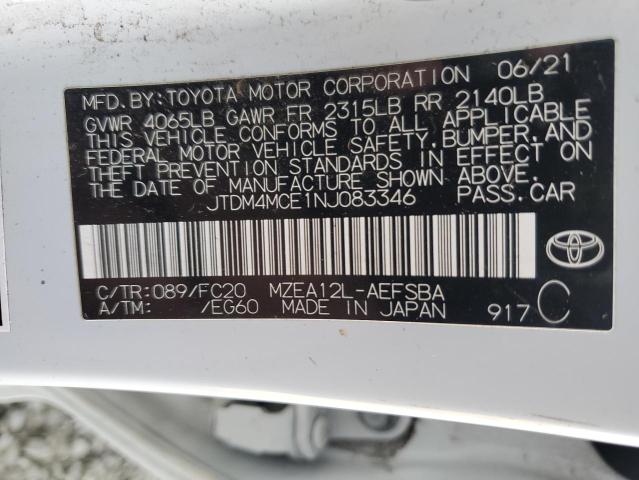 MFD.BY:TOYOTA MOTOR CORPORATION 06/21
GVWR 4065LB GAWR FR 2315LB RR 2140LB
THIS VEHICLE CONFORMS TO ALL APPLICABLE
FEDERAL MOTOR VEHICLE SAFETY,BUMPER,AND
THEFT PREVENTION STANDARDS IN EFFECT ON
THE DATE OF MANUFACTURE SHOWN ABOVE.
JTDM4MCE1NJ083346 PASS.CAR
C/TR:089/FC20 MZEA12L-AEFSBA
A/TM: /EG60 MADE IN JAPAN 917 C